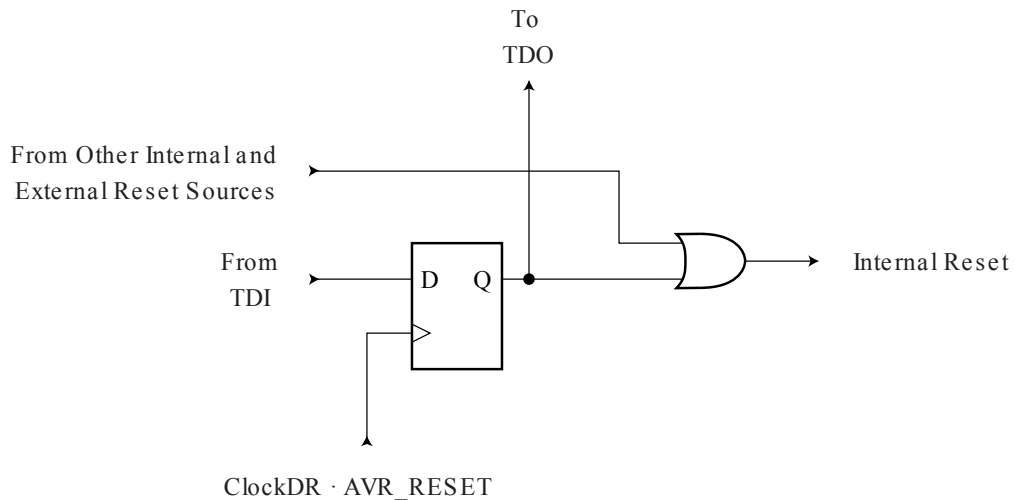 To
TDO
From Other Internal and
External Reset Sources
From
TDI
D
Q
Internal Reset
ClockDR · AVR_RESET